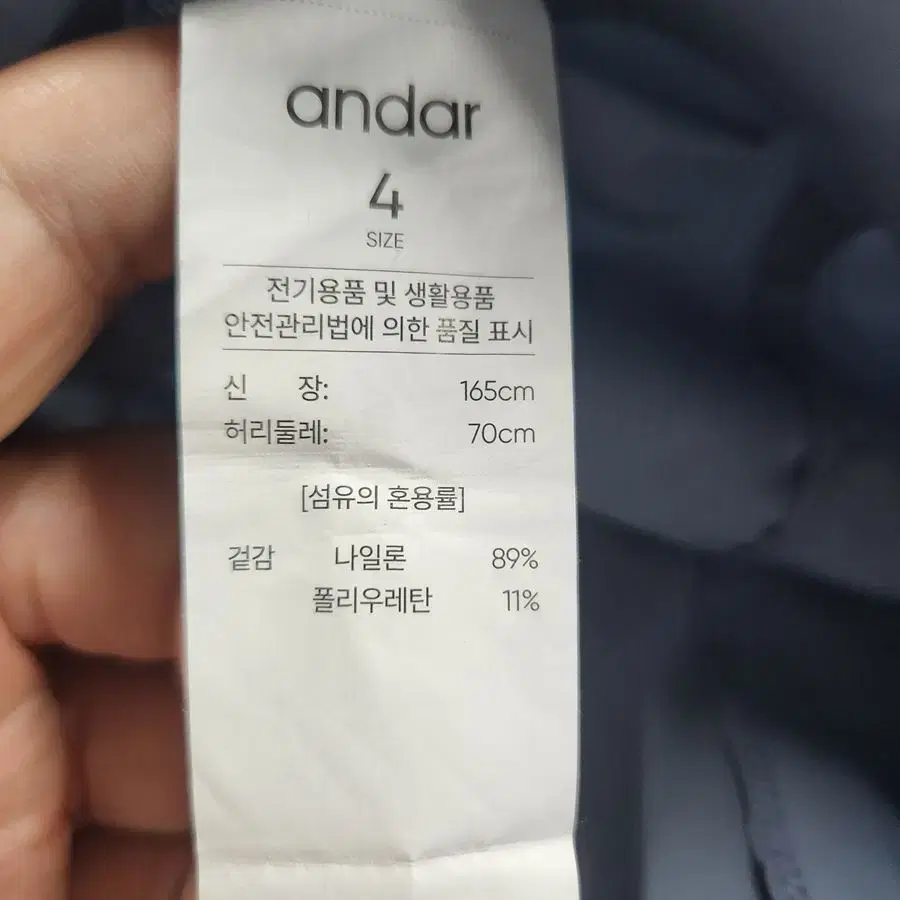 andar
4
SIZE
전기용품 및 생활용품
안전관리법에 의한 품질 표시
신 장: 165cm
허리둘레: 70cm
[섬유의 혼용률]
겉감 나일론 89%
폴리우레탄 11%